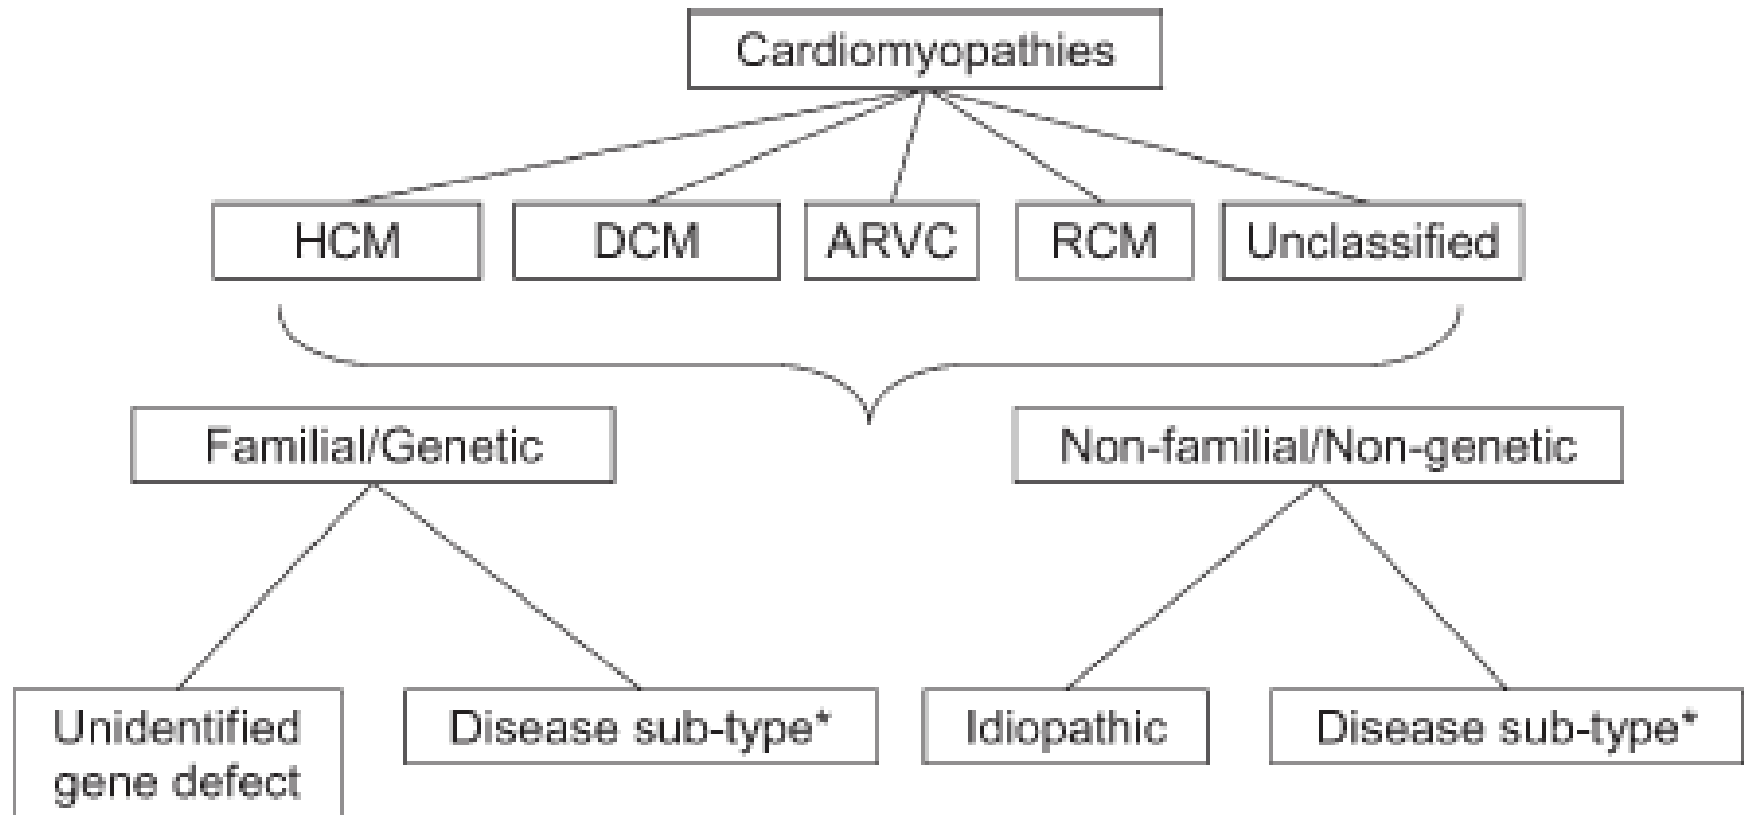 Cardiomyopathies
HCM
DCM
ARVC
RCM
Unclassified
Familial/Genetic
Non-familial/Non-genetic
Unidentified
gene defect
Disease sub-type*
Idiopathic
Disease sub-type*